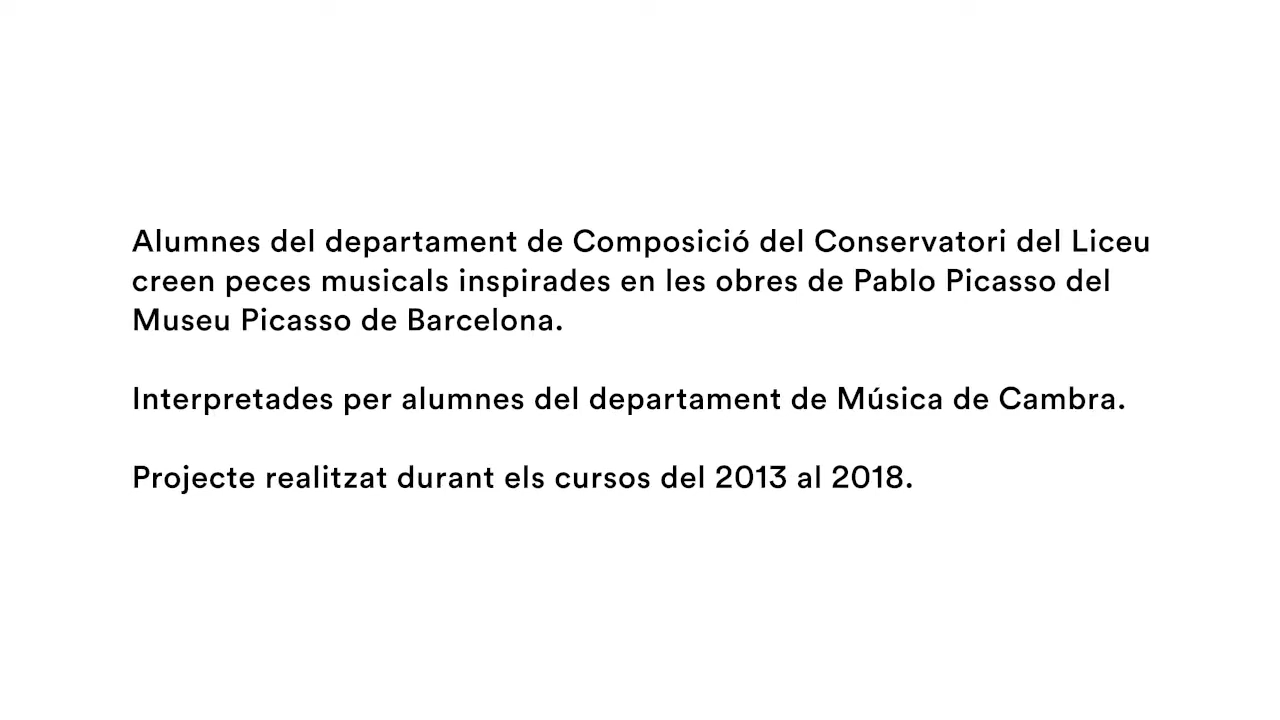 Alumnes del departament de Composició del Conservatori del Liceu
creen peces musicals inspirades en les obres de Pablo Picasso del
Museu Picasso de Barcelona.
Interpretades per alumnes del departament de Música de Cambra.
Projecte realitzat durant els cursos del 2013 al 2018.